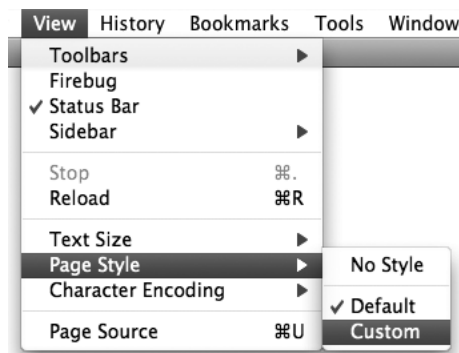 View History Bookmarks Tools Window
Toolbars ▶
Firebug
✓ Status Bar
Sidebar ▶
Stop ⌘.
Reload ⌘R
Text Size ▶
Page Style ▶
No Style
Character Encoding ▶
✓ Default
Page Source ⌘U
Custom